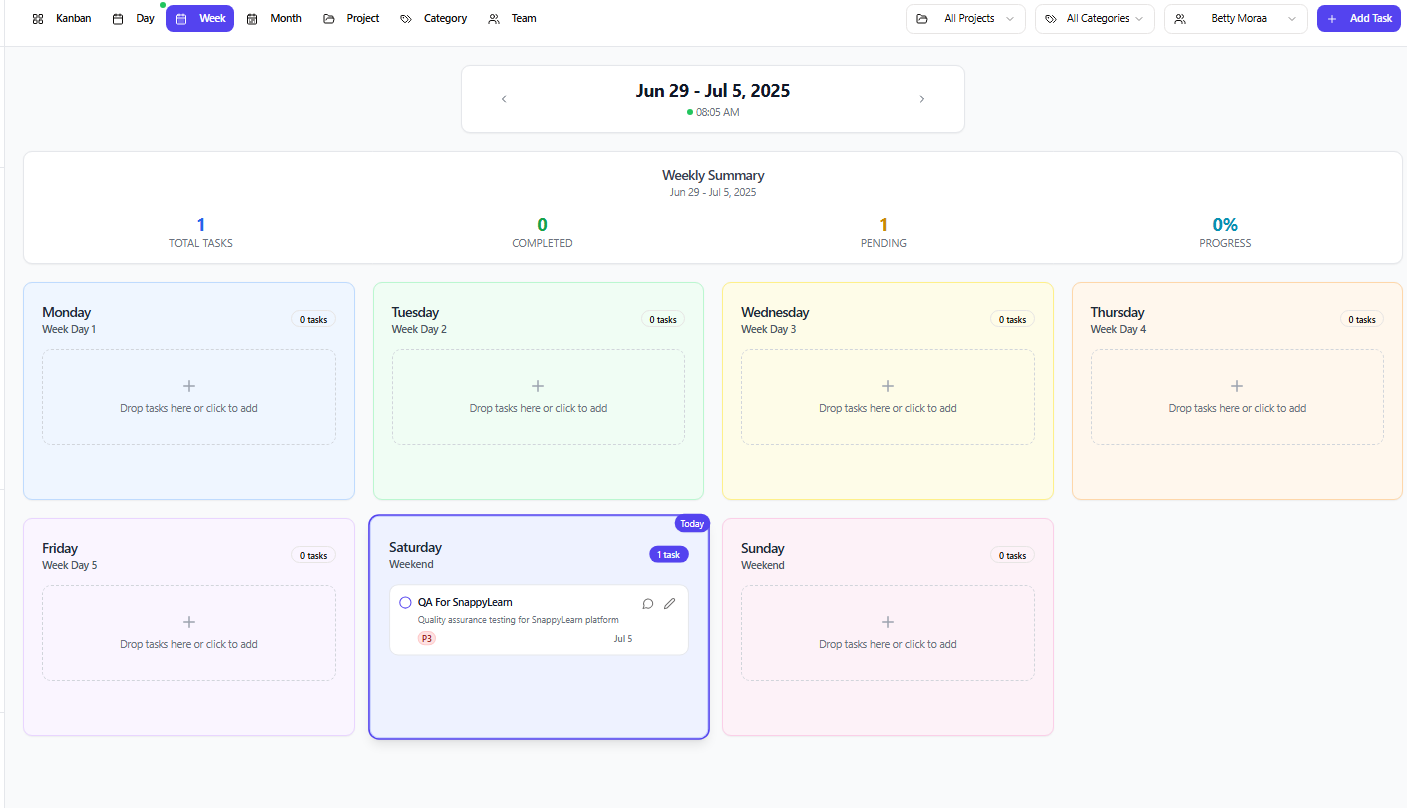 Kanban Day Week Month Project Category Team All Projects All Categories Betty Moraa Add Task
Jun 29 - Jul 5, 2025
08:05 AM
Weekly Summary
Jun 29 - Jul 5, 2025
1 0 1 0%
TOTAL TASKS COMPLETED PENDING PROGRESS
Monday
Week Day 1
0 tasks
Drop tasks here or click to add
Tuesday
Week Day 2
0 tasks
Drop tasks here or click to add
Wednesday
Week Day 3
0 tasks
Drop tasks here or click to add
Thursday
Week Day 4
0 tasks
Drop tasks here or click to add
Friday
Week Day 5
0 tasks
Drop tasks here or click to add
Today
Saturday
Weekend
1 task
QA For SnappyLearn
Quality assurance testing for SnappyLearn platform
P3 Jul 5
Sunday
Weekend
0 tasks
Drop tasks here or click to add